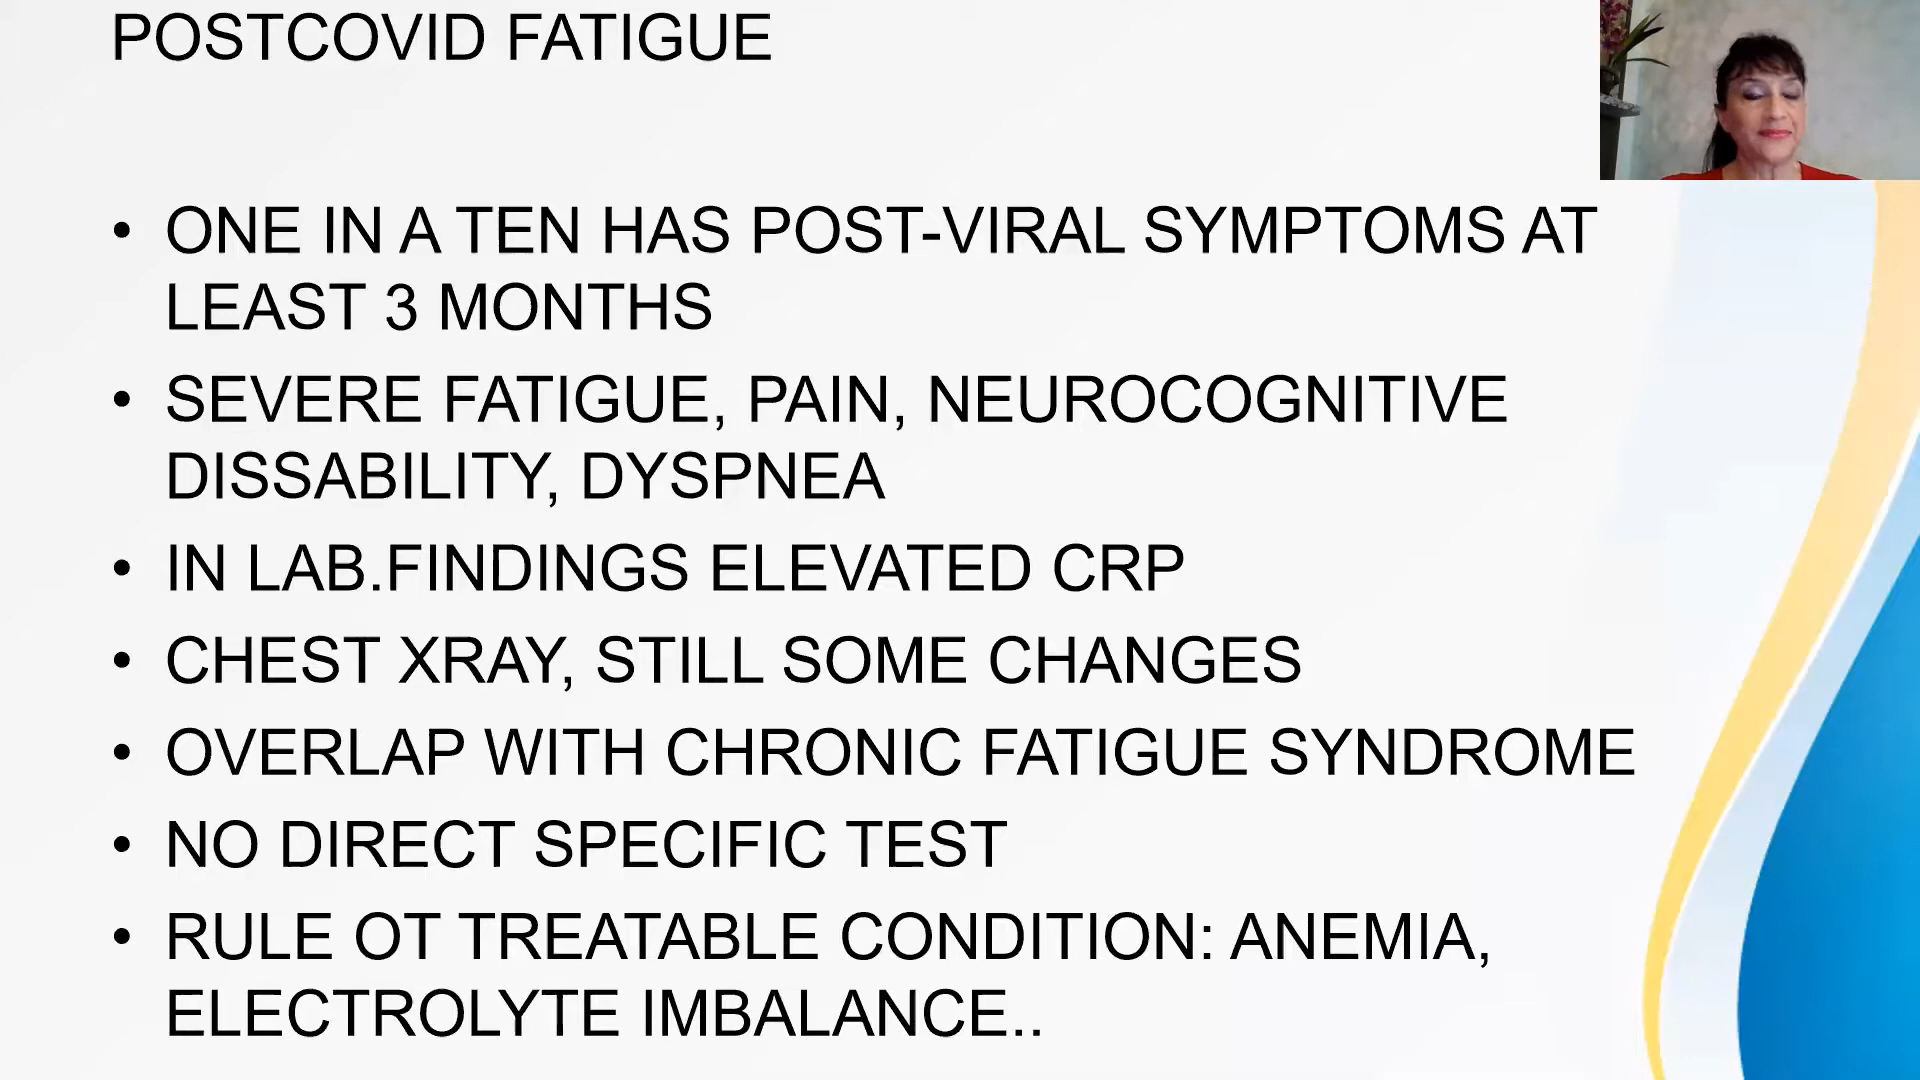 POSTCOVID FATIGUE
• ONE IN A TEN HAS POST-VIRAL SYMPTOMS AT
LEAST 3 MONTHS
• SEVERE FATIGUE, PAIN, NEUROCOGNITIVE
DISSABILITY, DYSPNEA
• IN LAB.FINDINGS ELEVATED CRP
• CHEST XRAY, STILL SOME CHANGES
• OVERLAP WITH CHRONIC FATIGUE SYNDROME
• NO DIRECT SPECIFIC TEST
• RULE OT TREATABLE CONDITION: ANEMIA,
ELECTROLYTE IMBALANCE..